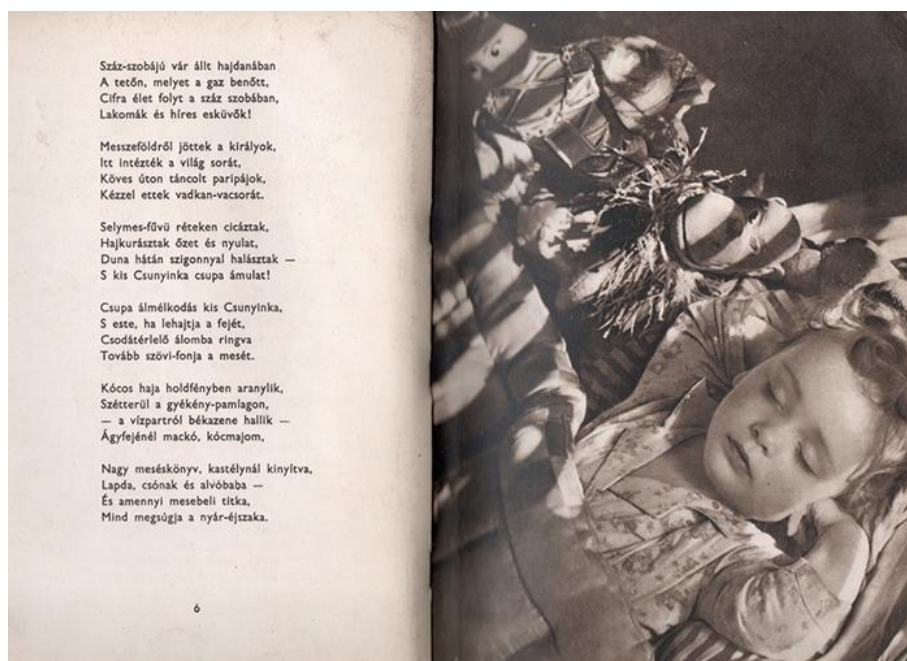 Száz-szobájú vár állt hajdanában
A tetőn, melyet a gaz benőtt,
Cifra élet folyt a száz szobában,
Lakomák és híres esküvők!
Messzeföldről jöttek a királyok,
Itt intézték a világ sorát,
Köves úton táncolt paripájok,
Kézzel ettek vadkan-vacsorát.
Selymes-fűvü réteken cicáztak,
Hajkurásztak őzet és nyulat,
Duna hátán szigonnyal halásztak —
S kis Csunyinka csupa ámulat!
Csupa álmélkodás kis Csunyinka,
S este, ha lehajtja a fejét,
Csodátérlelő álomba ringva
Tovább szövi-fonja a mesét.
Kócos haja holdfényben aranylik,
Szétterül a gyékény-pamlagon,
— a vízpartról békazene hallik —
Ágyfejénél mackó, kócmajom,
Nagy meséskönyv, kastélynál kinyítva,
Lapda, csónak és alvóbaba —
És amennyi mesebeli titka,
Mind megsúgja a nyár-éjszaka.
6